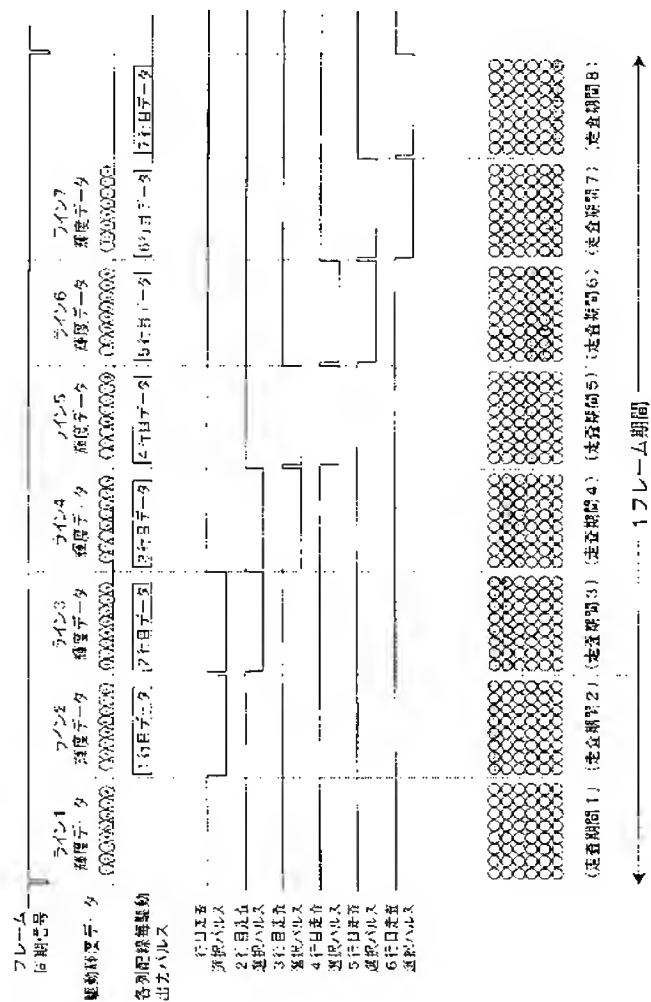 フレーム
同期信号
ライン1
輝度データ
ライン2
輝度データ
ライン3
輝度データ
ライン4
輝度データ
ライン5
輝度データ
ライン6
輝度データ
ライン7
輝度データ
駆動輝度データ
各列配線毎駆動
出力パルス
1行目データ
2行目データ
3行目データ
4行目データ
5行目データ
6行目データ
7行目データ
行目走査
選択パルス
2行目走査
選択パルス
3行目走査
選択パルス
4行目走査
選択パルス
5行目走査
選択パルス
6行目走査
選択パルス
(走査期間1)
(走査期間2)
(走査期間3)
(走査期間4)
(走査期間5)
(走査期間6)
(走査期間7)
(走査期間8)
1フレーム期間